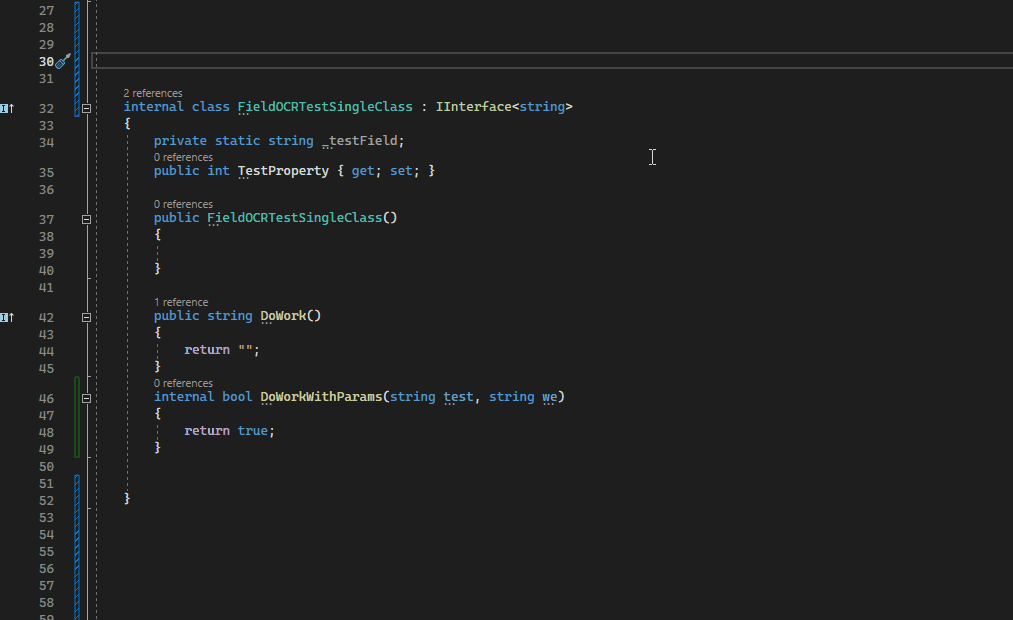 27
28
29
30
31
2 references
32 internal class FieldOCRTestSingleClass : IInterface<string>
33 {
34 private static string _testField;
0 references
35 public int TestProperty { get; set; }
36
0 references
37 public FieldOCRTestSingleClass()
38 {
39
40 }
41
1 reference
42 public string DoWork()
43 {
44 return "";
45 }
0 references
46 internal bool DoWorkWithParams(string test, string we)
47 {
48 return true;
49 }
50
51
52 }
53
54
55
56
57
58
59